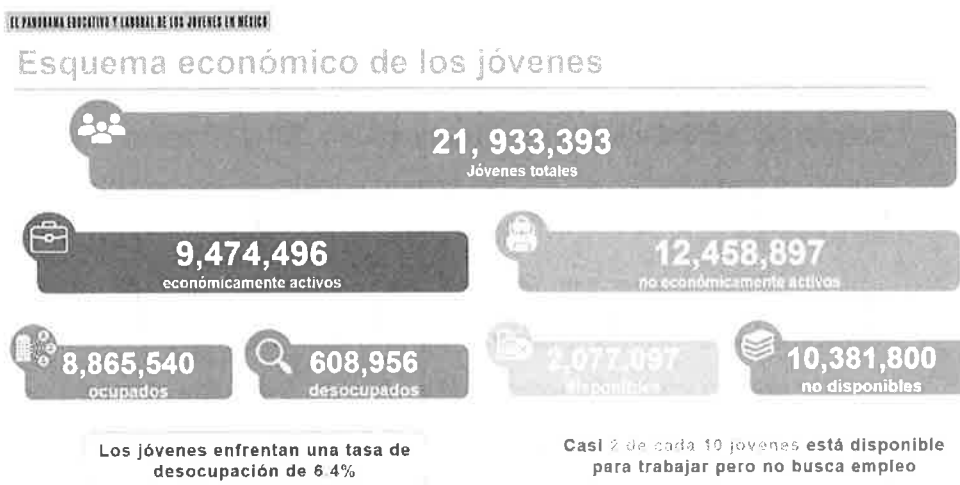 EL PANORAMA EDUCATIVO Y LABORAL DE LOS JÓVENES EN MÉXICO
Esquema económico de los jóvenes
21, 933,393
Jóvenes totales
9,474,496
económicamente activos
12,458,897
no económicamente activos
8,865,540
ocupados
608,956
desocupados
2,077,097
disponibles
10,381,800
no disponibles
Los jóvenes enfrentan una tasa de
desocupación de 6.4%
Casi 2 de cada 10 jovenes está disponible
para trabajar pero no busca empleo